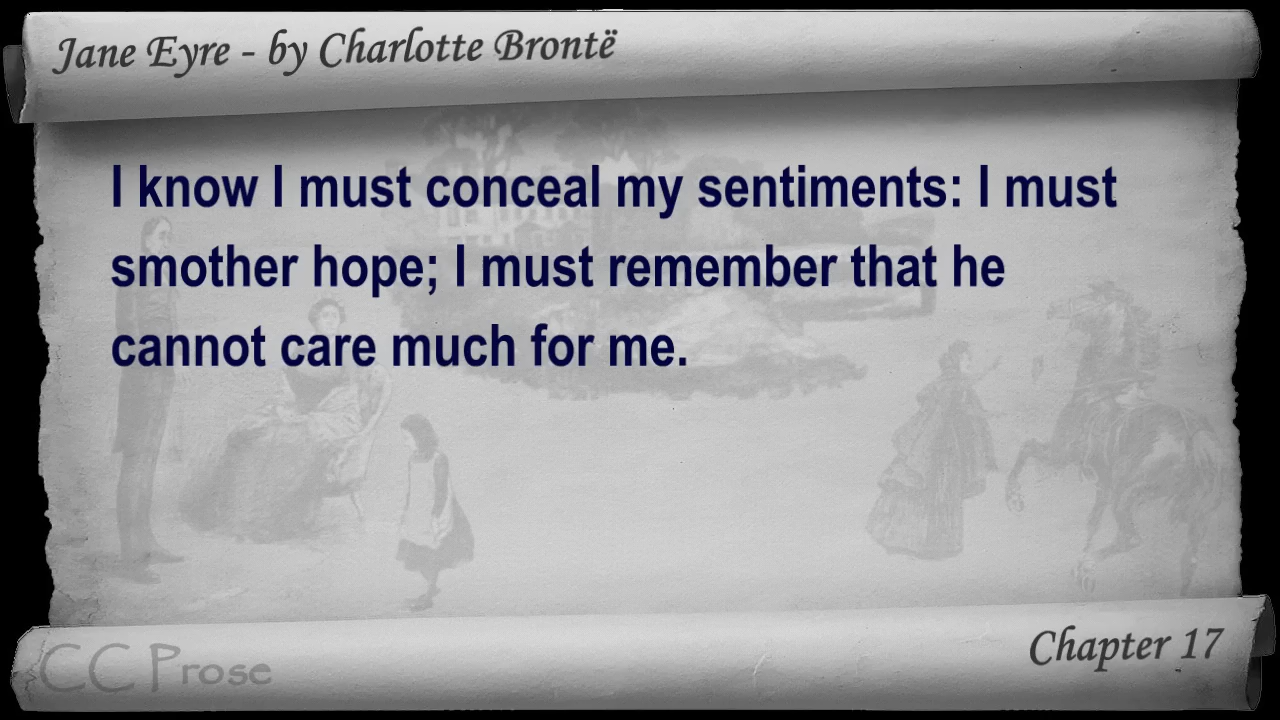 Jane Eyre - by Charlotte Brontë
I know I must conceal my sentiments: I must
smother hope; I must remember that he
cannot care much for me.
Chapter 17
CC Prose